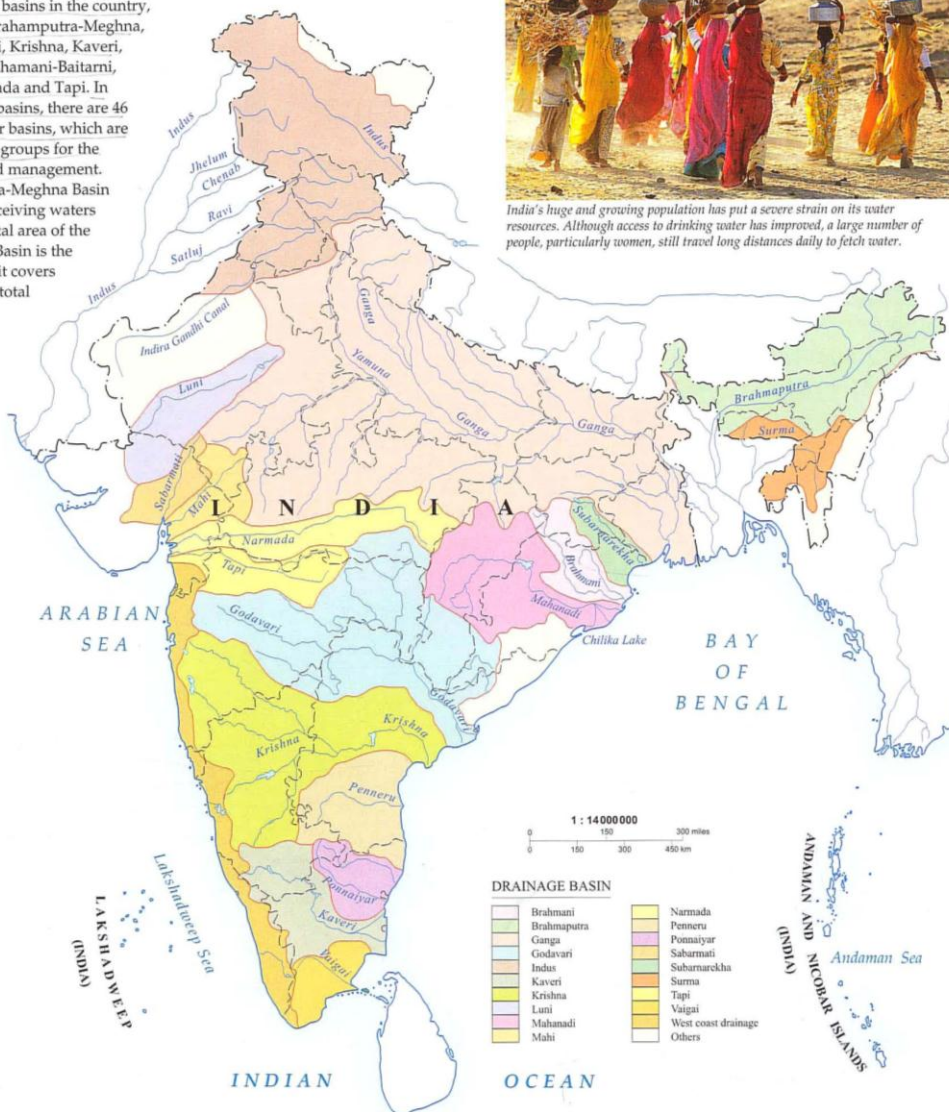 basins in the country,
rahamputra-Meghna,
i, Krishna, Kaveri,
hamani-Baitarni,
da and Tapi. In
basins, there are 46
r basins, which are
groups for the
d management.
a-Meghna Basin
ceiving waters
al area of the
Basin is the
it covers
total
India's huge and growing population has put a severe strain on its water
resources. Although access to drinking water has improved, a large number of
people, particularly women, still travel long distances daily to fetch water.
Indus
Indus
Jhelum
Chenab
Ravi
Satluj
Indus
Indira Gandhi Canal
Ganga
Yamuna
Luni
Ganga
Ganga
Brahmaputra
Surma
Sabarmati
Mahi
INDIA
Narmada
Tapi
Subarnarekha
Brahmani
Mahanadi
Godavari
Chilika Lake
ARABIAN
SEA
BAY
OF
BENGAL
Godavari
Krishna
Krishna
Penneru
Ponnaiyar
Kaveri
Vaigai
Lakshadweep Sea
LAKSHADWEEP
(INDIA)
1 : 14000000
0 150 300 miles
0 150 300 450 km
DRAINAGE BASIN
Brahmani
Brahmaputra
Ganga
Godavari
Indus
Kaveri
Krishna
Luni
Mahanadi
Mahi
Narmada
Penneru
Ponnaiyar
Sabarmati
Subarnarekha
Surma
Tapi
Vaigai
West coast drainage
Others
ANDAMAN AND NICOBAR ISLANDS
(INDIA)
Andaman Sea
INDIAN OCEAN